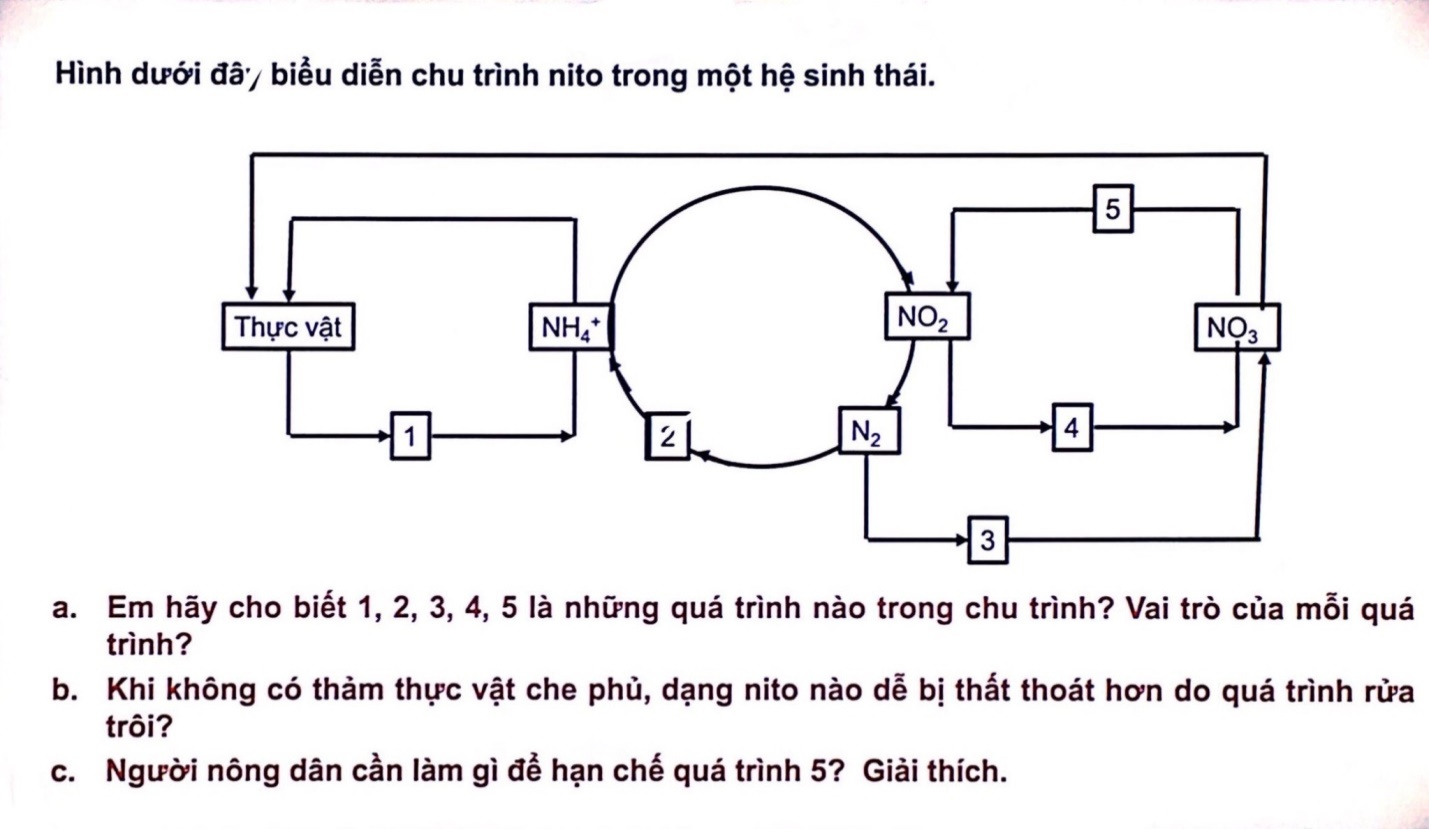 Hình dưới đây biểu diễn chu trình nito trong một hệ sinh thái.
5
Thực vật
NH₄⁺
NO₂
NO₃
1
2
N₂
4
3
a. Em hãy cho biết 1, 2, 3, 4, 5 là những quá trình nào trong chu trình? Vai trò của mỗi quá
trình?
b. Khi không có thảm thực vật che phủ, dạng nito nào dễ bị thất thoát hơn do quá trình rửa
trôi?
c. Người nông dân cần làm gì để hạn chế quá trình 5? Giải thích.